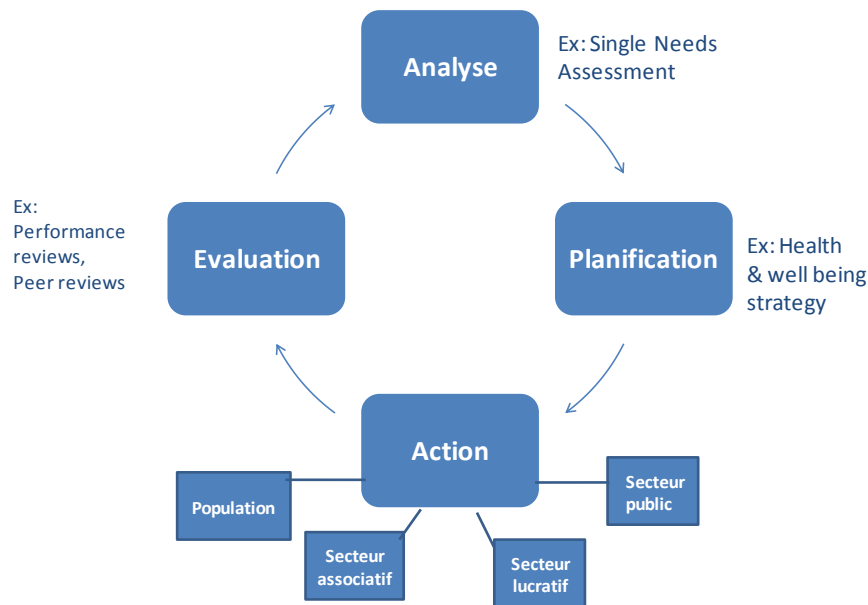 Analyse
Ex: Single Needs
Assessment
Ex:
Performance
reviews,
Peer reviews
Evaluation
Planification
Ex: Health
& well being
strategy
Action
Population
Secteur
associatif
Secteur
lucratif
Secteur
public